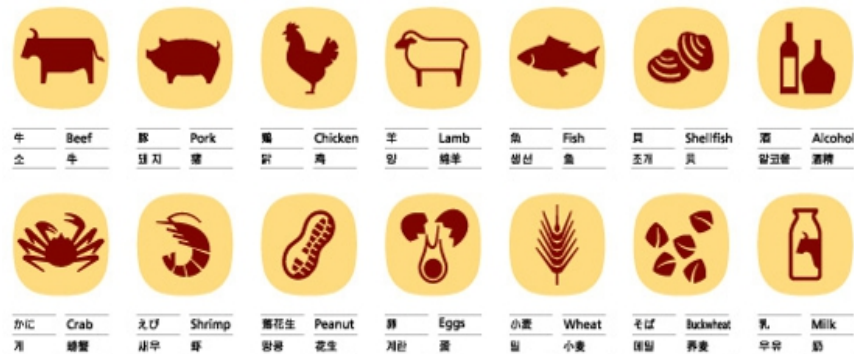 牛 Beef 豚 Pork 鶏 Chicken 羊 Lamb 魚 Fish 貝 Shellfish 酒 Alcohol
소 牛 돼지 猪 닭 鸡 양 绵羊 생선 鱼 조개 贝 알코올 酒精
かに Crab えび Shrimp 落花生 Peanut 卵 Eggs 小麦 Wheat そば Buckwheat 乳 Milk
게 螃蟹 새우 虾 땅콩 花生 계란 蛋 밀 小麦 메밀 荞麦 우유 奶